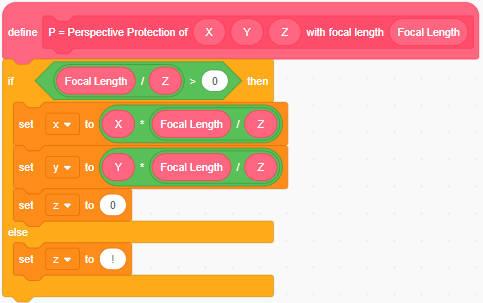 define P = Perspective Protection of X Y Z with focal length Focal Length
if Focal Length / Z > 0 then
set x to X * Focal Length / Z
set y to Y * Focal Length / Z
set z to 0
else
set z to !